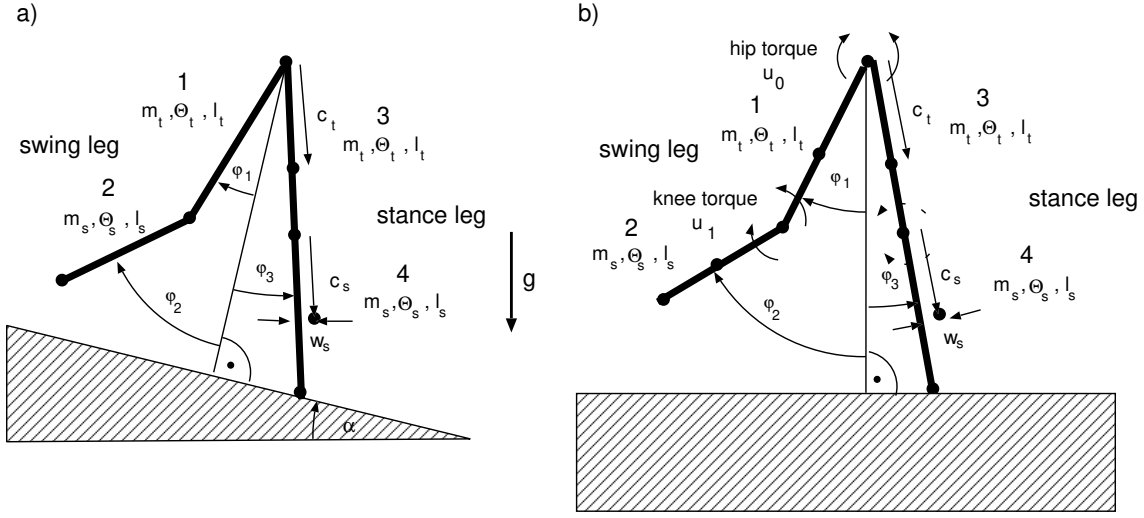 a)
1
m_t , Θ_t , l_t
swing leg
2
m_s , Θ_s , l_s
φ_1
φ_2
φ_3
c_t
3
m_t , Θ_t , l_t
stance leg
c_s
4
m_s , Θ_s , l_s
w_s
g
α
b)
hip torque
u_0
1
m_t , Θ_t , l_t
swing leg
knee torque
u_1
2
m_s , Θ_s , l_s
φ_1
φ_2
φ_3
c_t
3
m_t , Θ_t , l_t
stance leg
c_s
4
m_s , Θ_s , l_s
w_s